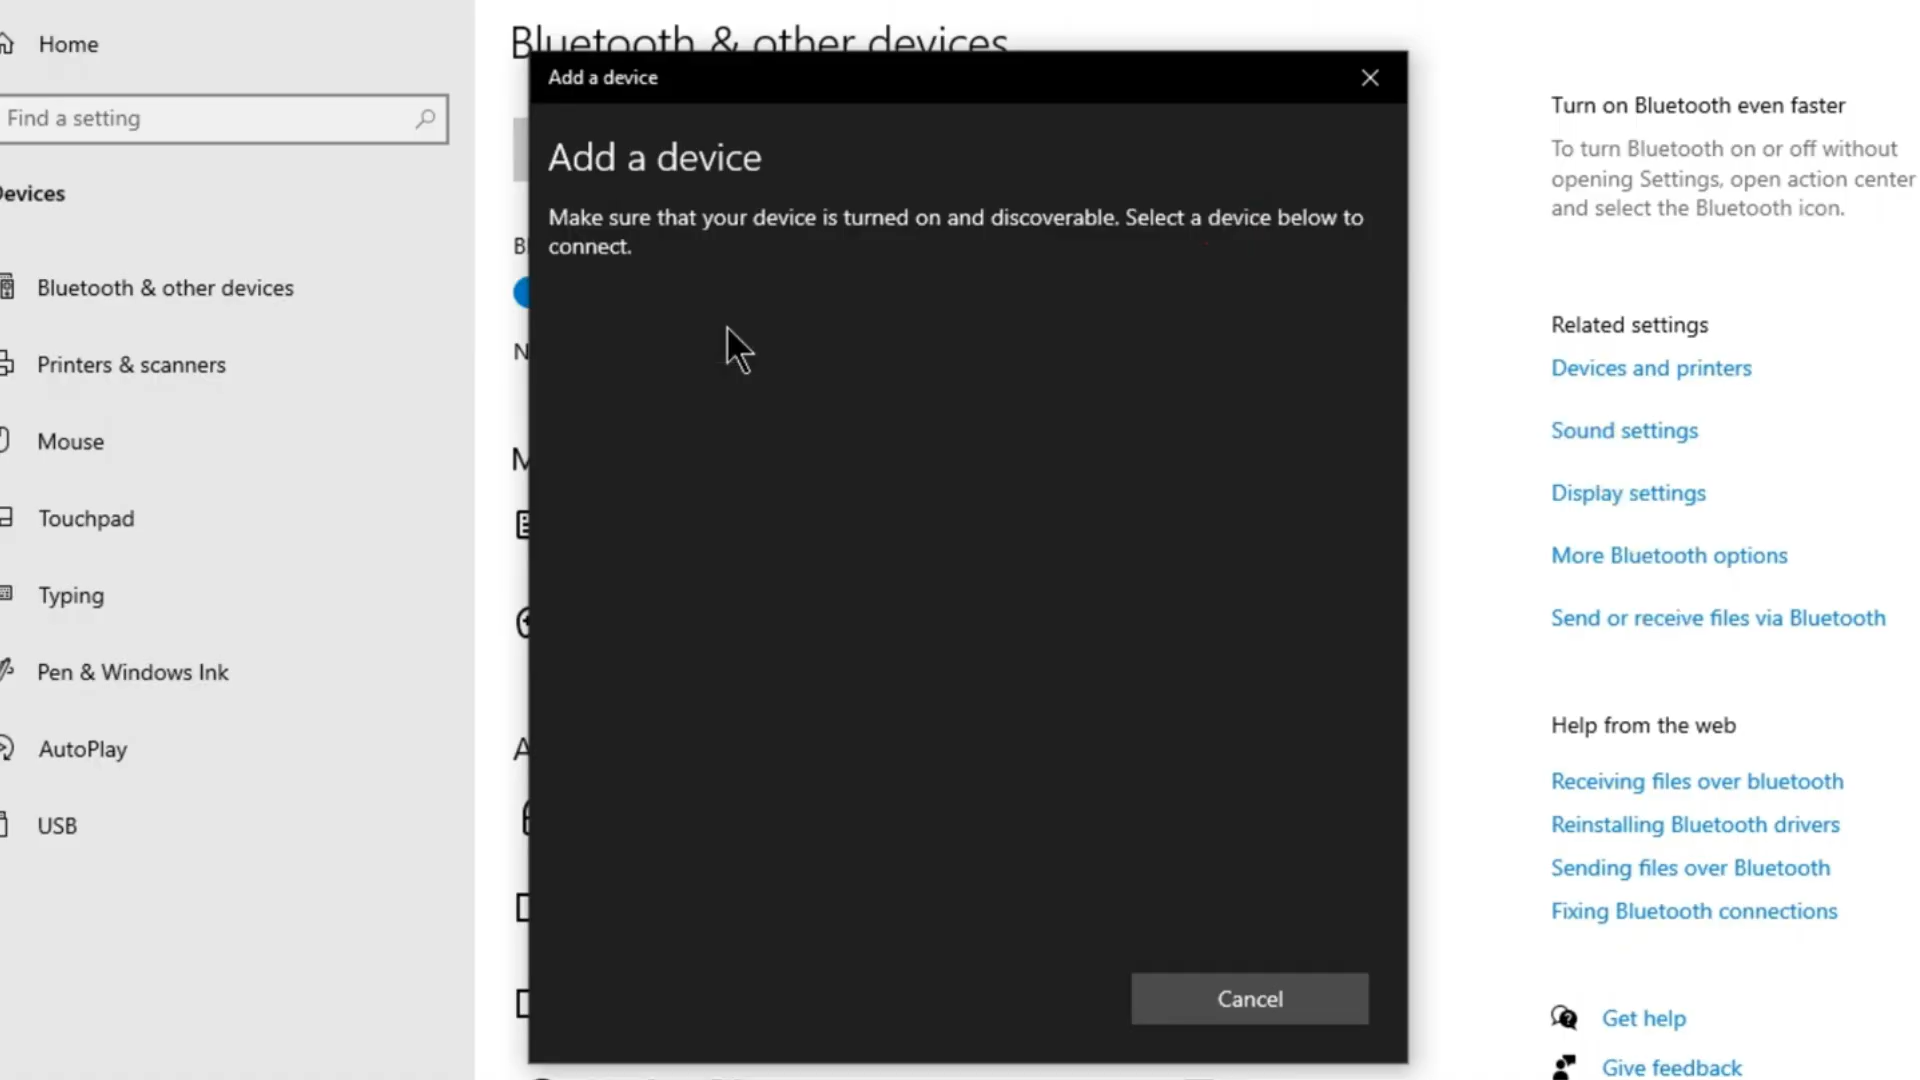 Home
Find a setting
Devices
Bluetooth & other devices
Printers & scanners
Mouse
Touchpad
Typing
Pen & Windows Ink
AutoPlay
USB
Bluetooth & other devices
Add a device
Add a device
Make sure that your device is turned on and discoverable. Select a device below to
connect.
Cancel
Turn on Bluetooth even faster
To turn Bluetooth on or off without
opening Settings, open action center
and select the Bluetooth icon.
Related settings
Devices and printers
Sound settings
Display settings
More Bluetooth options
Send or receive files via Bluetooth
Help from the web
Receiving files over bluetooth
Reinstalling Bluetooth drivers
Sending files over Bluetooth
Fixing Bluetooth connections
Get help
Give feedback